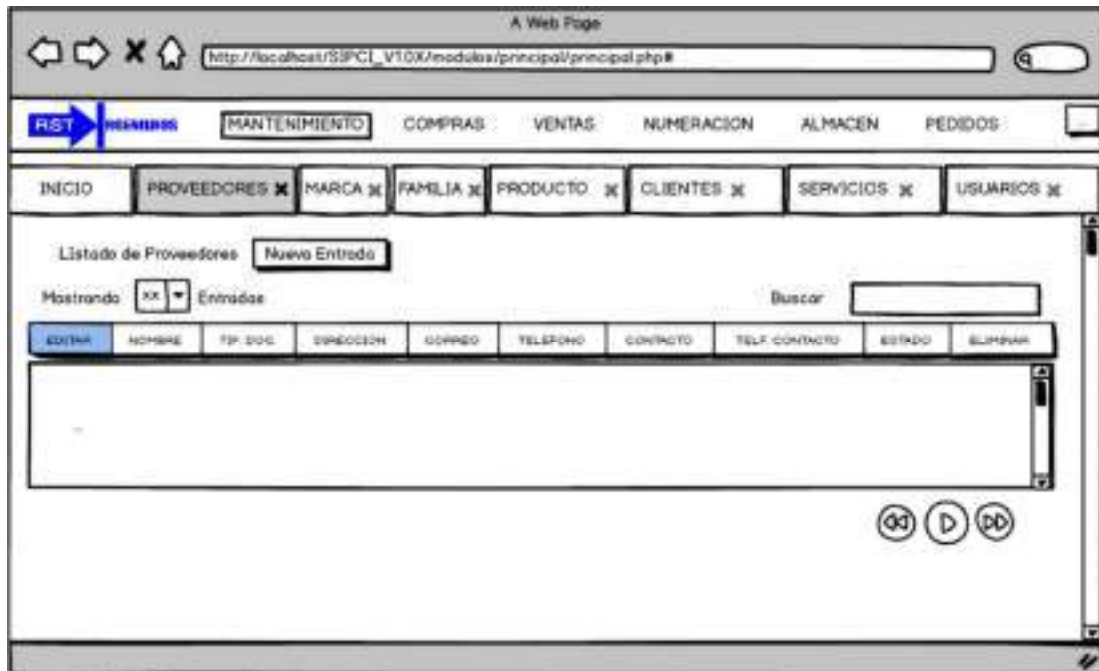 A Web Page
http://localhost/SIPCI_V10X/modulos/principal/principal.php#
RST INGENIEROS MANTENIMIENTO COMPRAS VENTAS NUMERACION ALMACEN PEDIDOS
INICIO PROVEEDORES MARCA FAMILIA PRODUCTO CLIENTES SERVICIOS USUARIOS
Listado de Proveedores Nueva Entrada
Mostrando xx Entradas Buscar
EDITAR NOMBRE TIP. DOC. DIRECCION CORREO TELEFONO CONTACTO TELF. CONTACTO ESTADO ELIMINAR